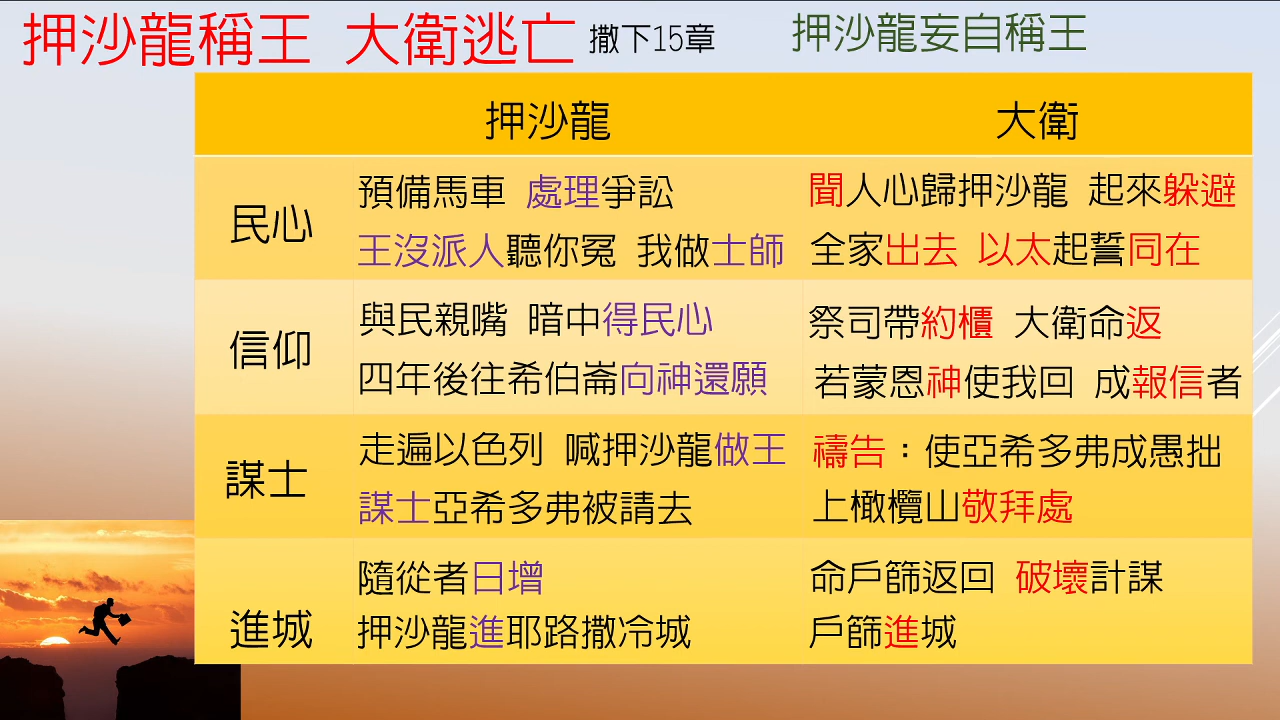 押沙龍稱王 大衛逃亡 撒下15章 押沙龍妄自稱王
押沙龍 大衛
民心
預備馬車 處理爭訟
王沒派人聽你冤 我做士師
聞人心歸押沙龍 起來躲避
全家出去 以太起誓同在
信仰
與民親嘴 暗中得民心
四年後往希伯崙向神還願
祭司帶約櫃 大衛命返
若蒙恩神使我回 成報信者
謀士
走遍以色列 喊押沙龍做王
謀士亞希多弗被請去
禱告：使亞希多弗成愚拙
上橄欖山敬拜處
進城
隨從者日增
押沙龍進耶路撒冷城
命戶篩返回 破壞計謀
戶篩進城